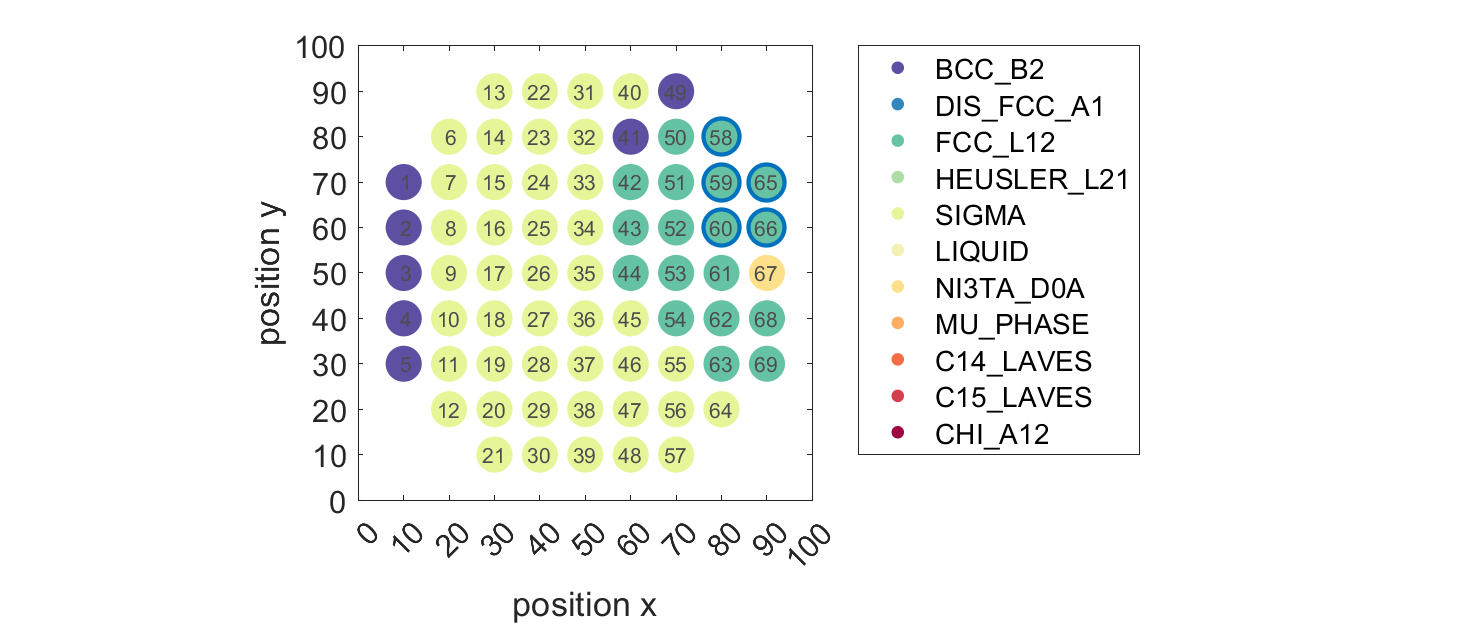 100
90
80
70
60
50
40
30
20
10
0
position y
13 22 31 40 49
6 14 23 32 41 50 58
1 7 15 24 33 42 51 59 65
2 8 16 25 34 43 52 60 66
3 9 17 26 35 44 53 61 67
4 10 18 27 36 45 54 62 68
5 11 19 28 37 46 55 63 69
12 20 29 38 47 56 64
21 30 39 48 57
0 10 20 30 40 50 60 70 80 90 100
position x
BCC_B2
DIS_FCC_A1
FCC_L12
HEUSLER_L21
SIGMA
LIQUID
NI3TA_D0A
MU_PHASE
C14_LAVES
C15_LAVES
CHI_A12